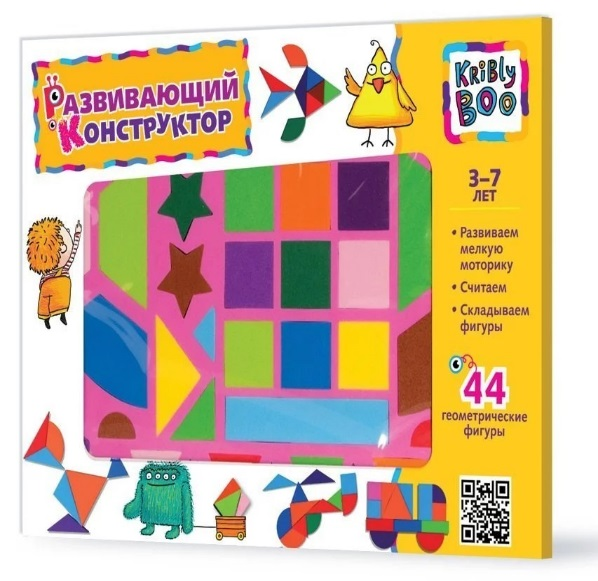 Развивающий
Конструктор
KRiBLY
BOO
3–7
ЛЕТ
• Развиваем
мелкую
моторику
• Считаем
• Складываем
фигуры
44
геометрические
фигуры